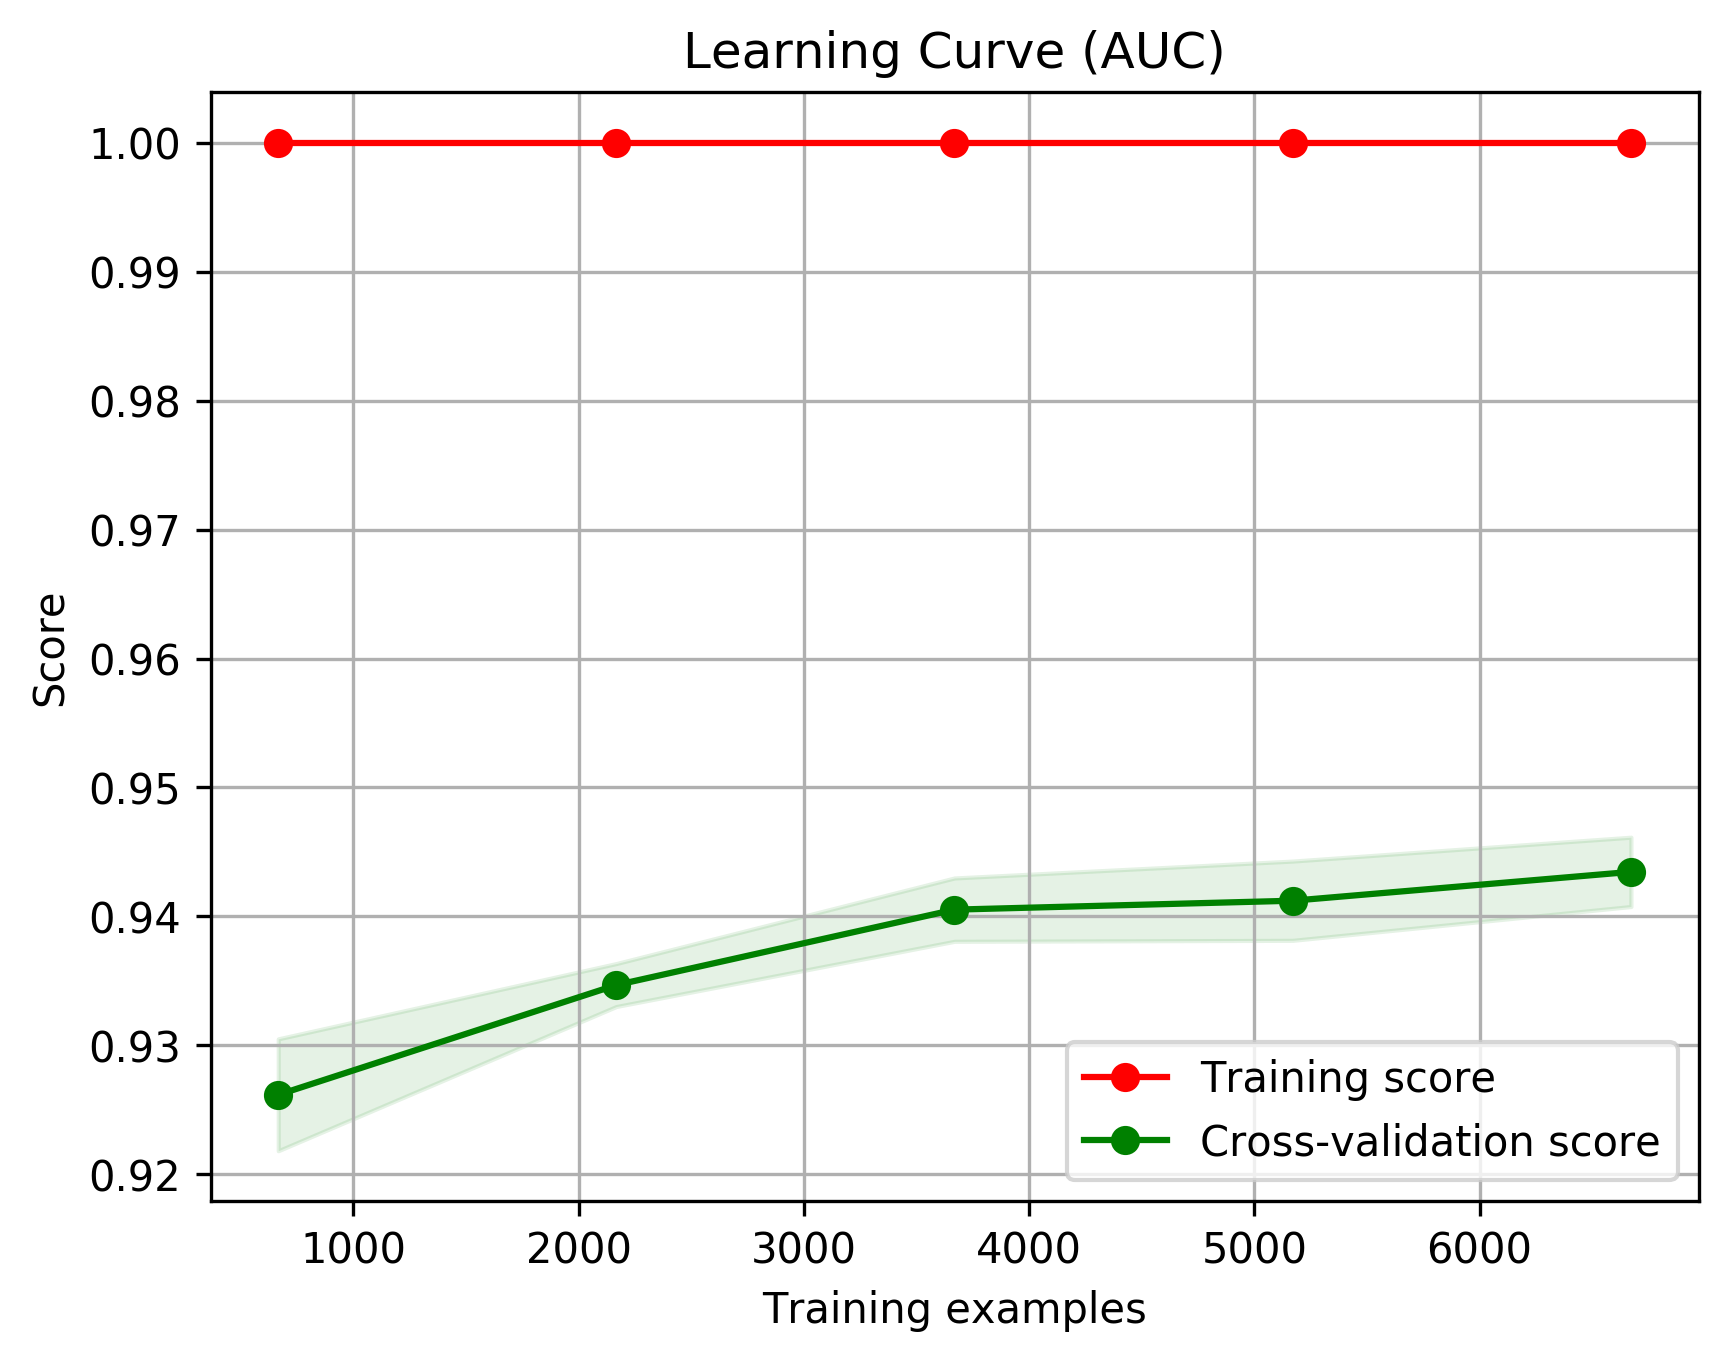 Learning Curve (AUC)
1.00
0.99
0.98
0.97
0.96
0.95
0.94
0.93
0.92
Score
Training score
Cross-validation score
1000 2000 3000 4000 5000 6000
Training examples